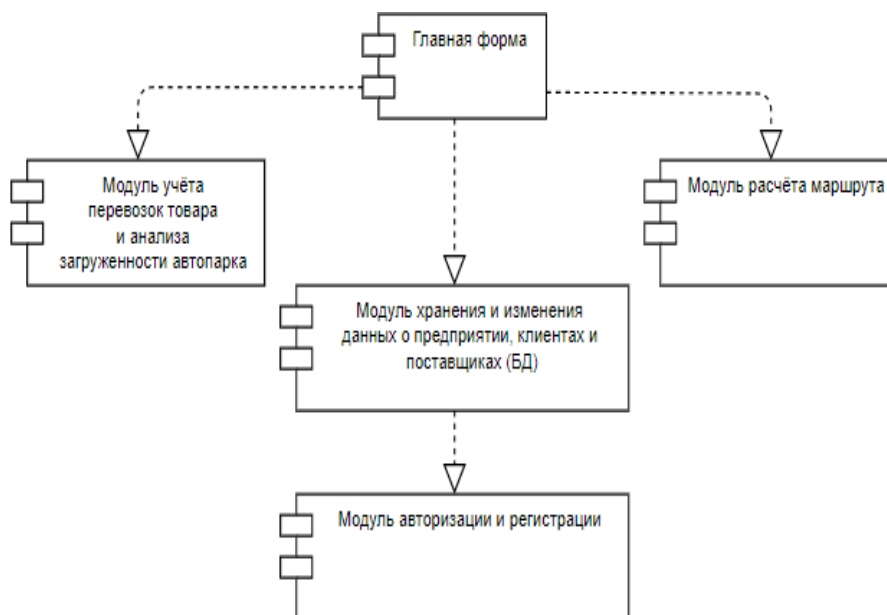 Главная форма
Модуль учёта
перевозок товара
и анализа
загруженности автопарка
Модуль расчёта маршрута
Модуль хранения и изменения
данных о предприятии, клиентах и
поставщиках (БД)
Модуль авторизации и регистрации